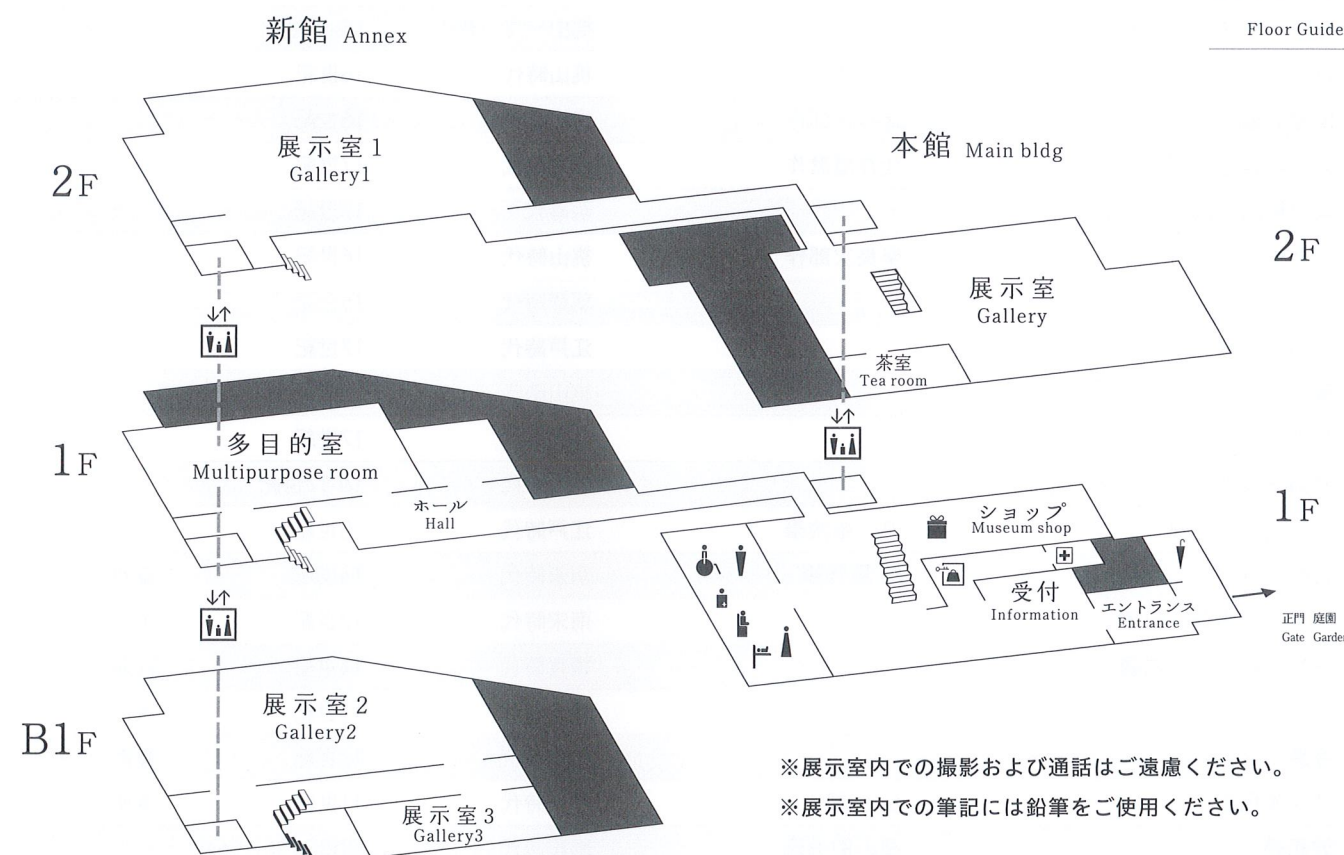 新館 Annex
Floor Guide
展示室1
Gallery1
2F
本館 Main bldg
2F
展示室
Gallery
茶室
Tea room
1F
多目的室
Multipurpose room
ホール
Hall
1F
ショップ
Museum shop
受付
Information
エントランス
Entrance
正門 庭園
Gate Garden
B1F
展示室2
Gallery2
展示室3
Gallery3
※展示室内での撮影および通話はご遠慮ください。
※展示室内での筆記には鉛筆をご使用ください。